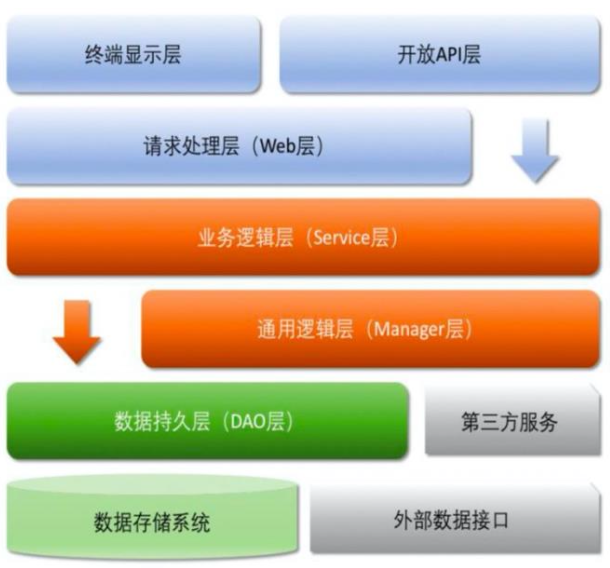 终端显示层
开放API层
请求处理层（Web层）
业务逻辑层（Service层）
通用逻辑层（Manager层）
数据持久层（DAO层）
第三方服务
数据存储系统
外部数据接口